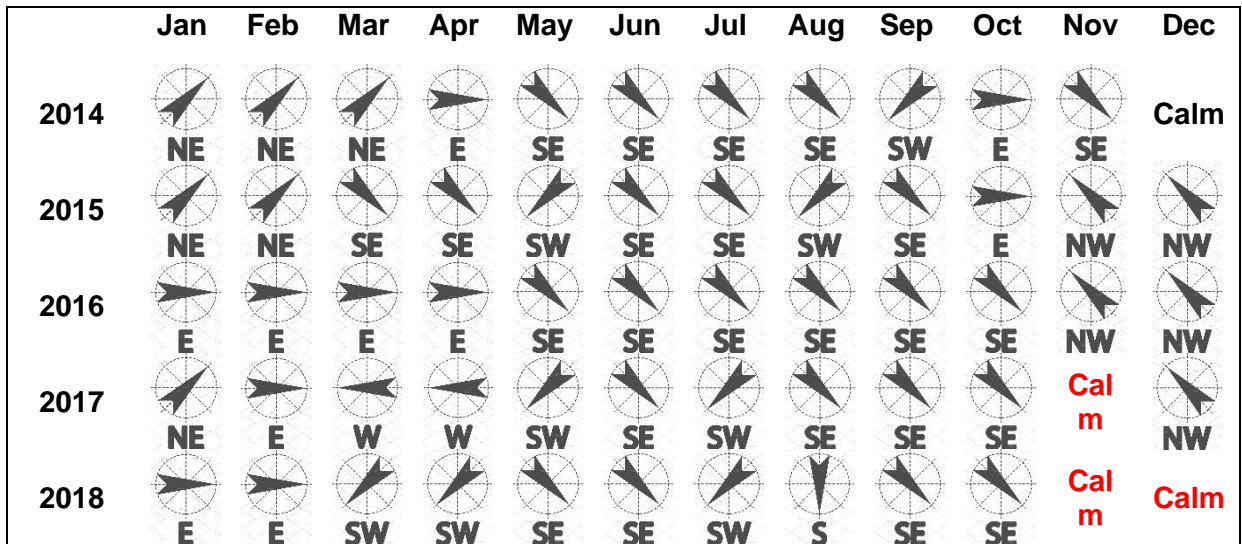 Jan Feb Mar Apr May Jun Jul Aug Sep Oct Nov Dec
2014 Calm
NE NE NE E SE SE SE SE SW E SE
2015
NE NE SE SE SW SE SE SW SE E NW NW
2016
E E E E SE SE SE SE SE SE NW NW
2017 Cal
m
NE E W W SW SE SW SE SE SE NW
2018 Cal
m Calm
E E SW SW SE SE SW S SE SE